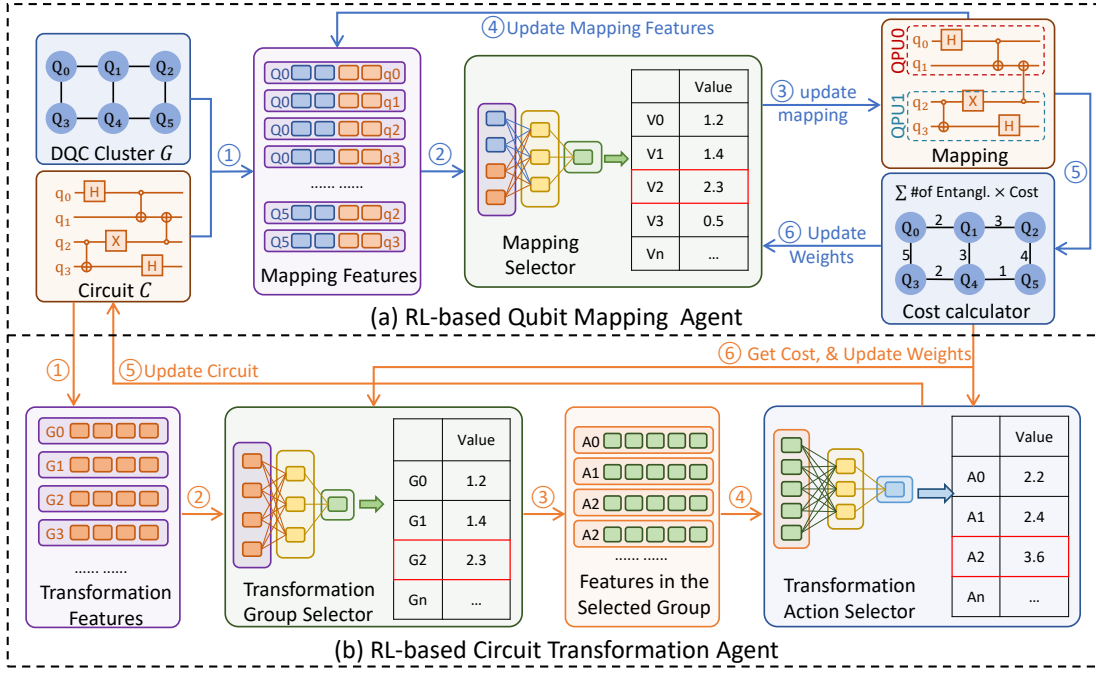 ④ Update Mapping Features
Q₀ Q₁ Q₂
Q₃ Q₄ Q₅
DQC Cluster G
q₀ H
q₁
q₂ X
q₃ H
Circuit C
①
Q0 q0
Q0 q1
Q0 q2
Q0 q3
...... ......
Q5 q2
Q5 q3
Mapping Features
②
Mapping
Selector
Value
V0 1.2
V1 1.4
V2 2.3
V3 0.5
Vn ...
③ update
mapping
QPU0
q₀ H
q₁
QPU1
q₂ X
q₃ H
Mapping
⑤
⑥ Update
Weights
∑ #of Entangl. × Cost
Q₀ 2 Q₁ 3 Q₂
5 3 4
Q₃ 2 Q₄ 1 Q₅
Cost calculator
(a) RL-based Qubit Mapping Agent
①
⑤Update Circuit
⑥ Get Cost, & Update Weights
G0
G1
G2
G3
...... ......
Transformation
Features
②
Transformation
Group Selector
Value
G0 1.2
G1 1.4
G2 2.3
Gn ...
③
A0
A1
A2
A2
...... ......
Features in the
Selected Group
④
Transformation
Action Selector
Value
A0 2.2
A1 2.4
A2 3.6
An ...
(b) RL-based Circuit Transformation Agent